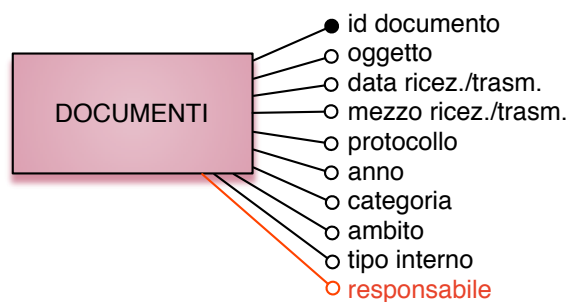 DOCUMENTI
id documento
oggetto
data ricez./trasm.
mezzo ricez./trasm.
protocollo
anno
categoria
ambito
tipo interno
responsabile